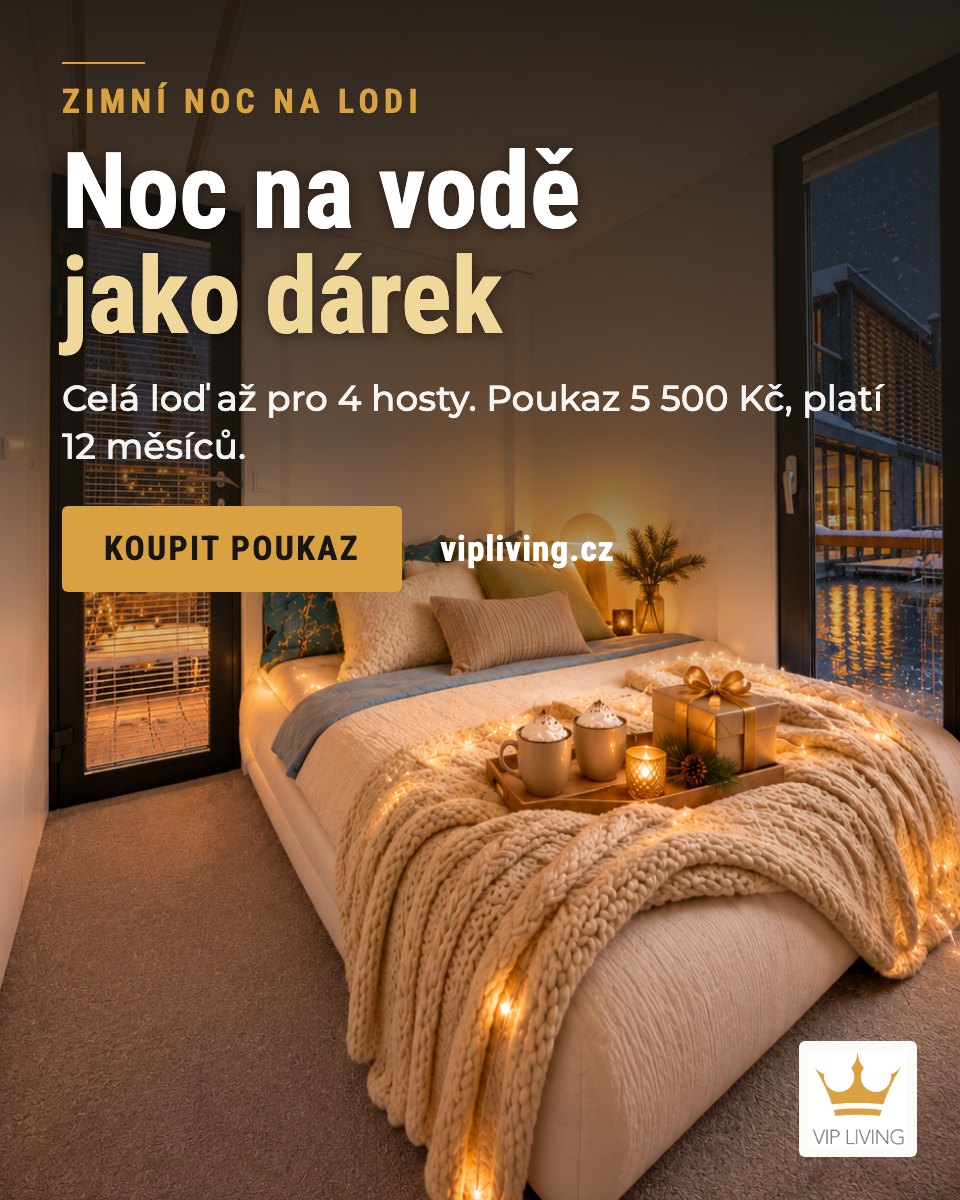 ZIMNÍ NOC NA LODI
Noc na vodě
jako dárek
Celá loď až pro 4 hosty. Poukaz 5 500 Kč, platí
12 měsíců.
KOUPIT POUKAZ
vipliving.cz
VIP LIVING